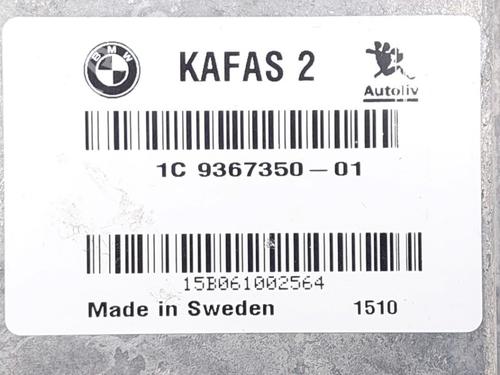 BMW
KAFAS 2
Autoliv
1C 9367350-01
15B061002564
Made in Sweden 1510